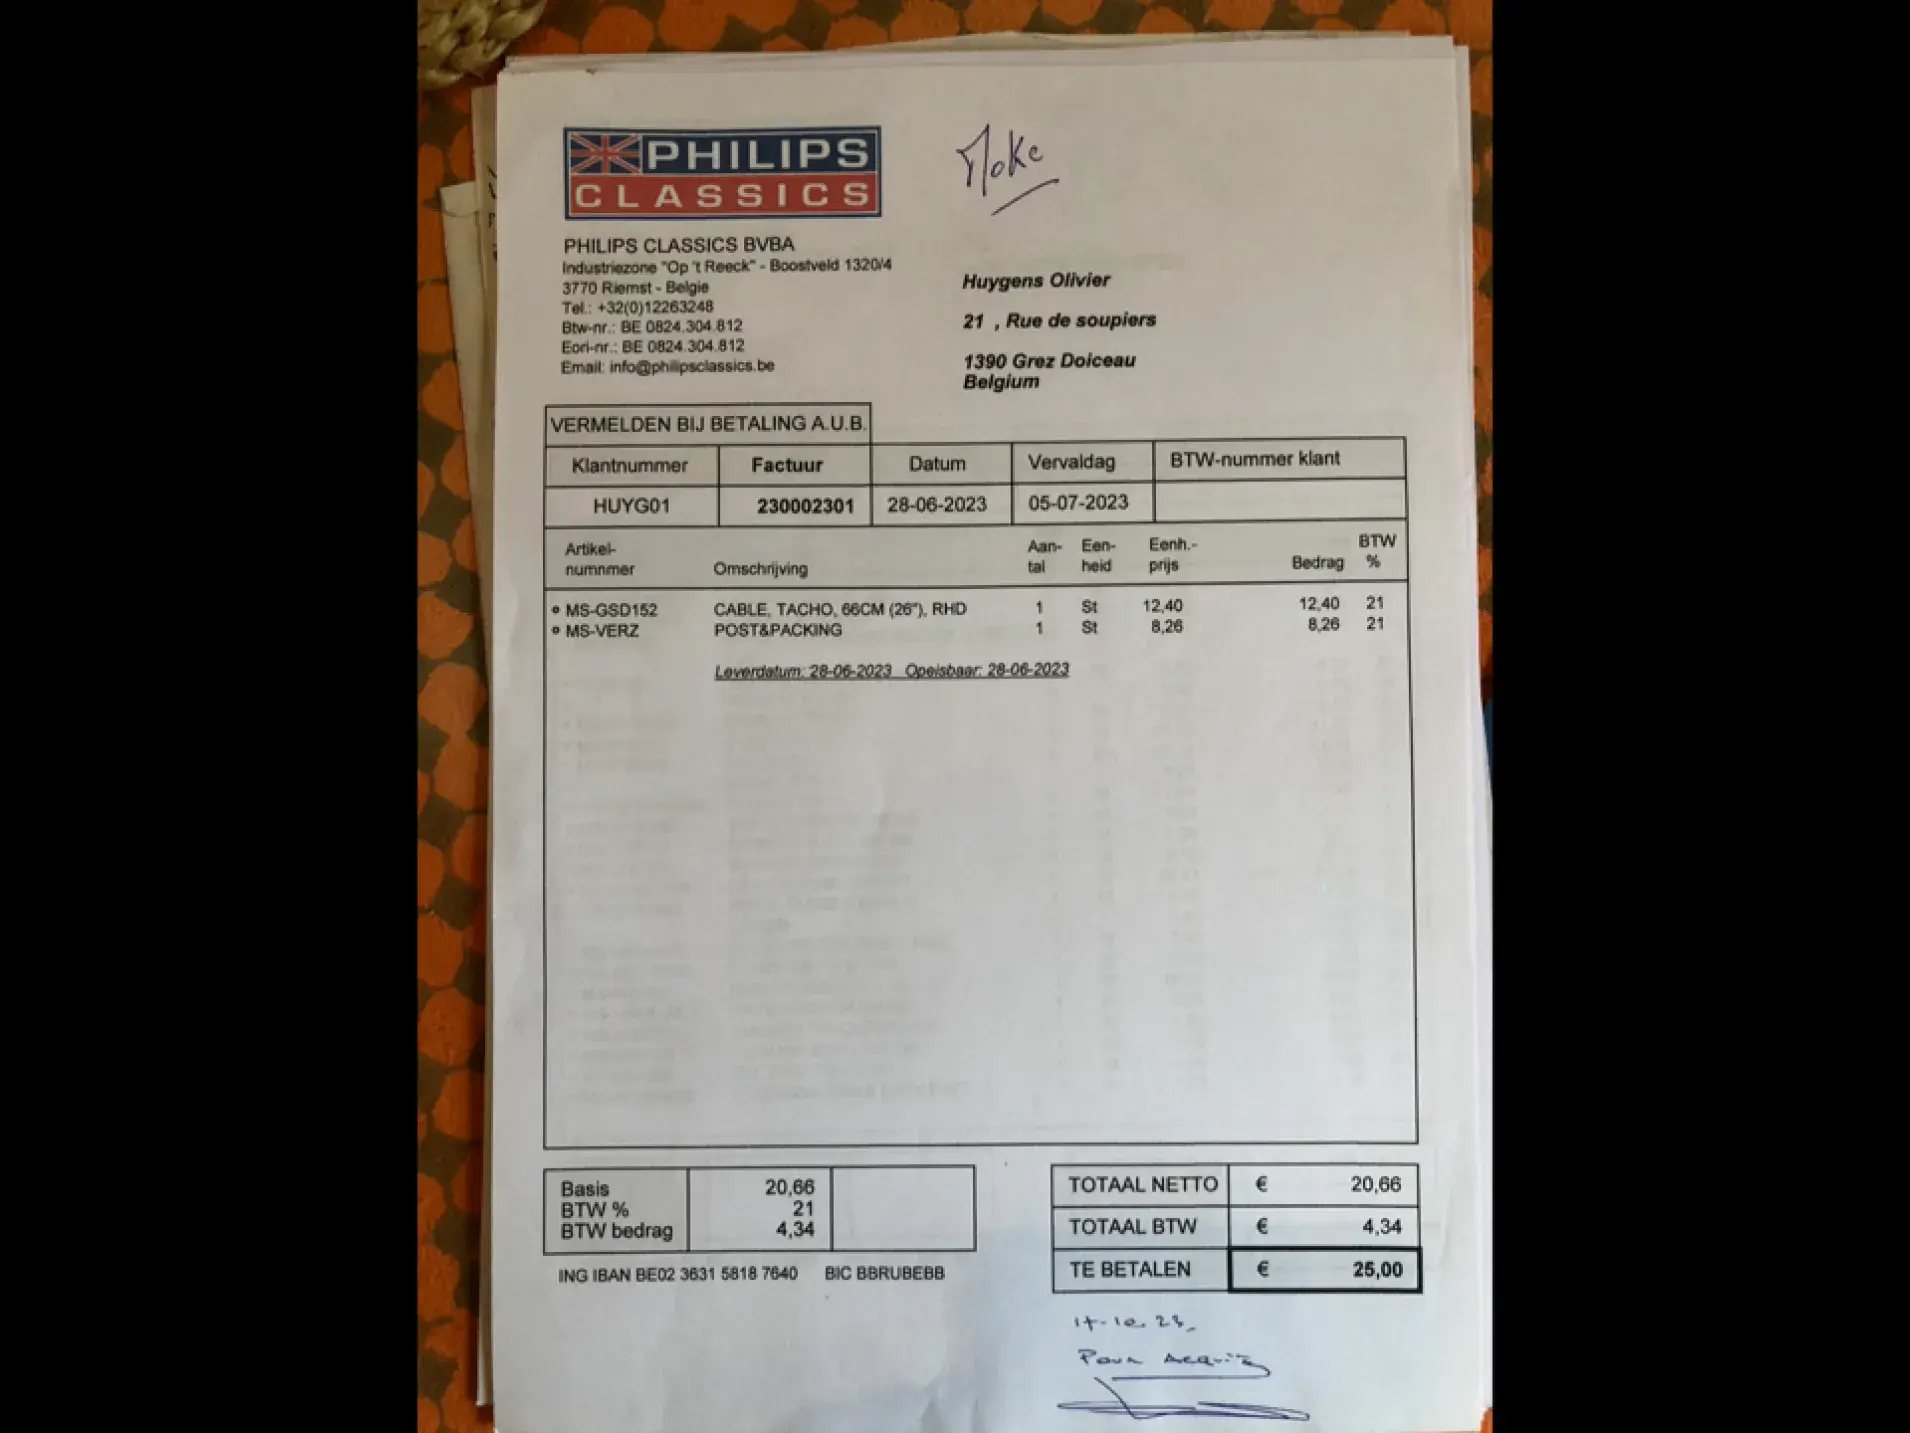 PHILIPS
CLASSICS
Moke
PHILIPS CLASSICS BVBA
Industriezone "Op 't Reeck" - Boostveld 1320/4
3770 Riemst - Belgie
Tel.: +32(0)12263248
Btw-nr.: BE 0824.304.812
Eori-nr.: BE 0824.304.812
Email: info@philipsclassics.be
Huygens Olivier
21 , Rue de soupiers
1390 Grez Doiceau
Belgium
VERMELDEN BIJ BETALING A.U.B.
Klantnummer Factuur Datum Vervaldag BTW-nummer klant
HUYG01 230002301 28-06-2023 05-07-2023
Artikel-numnmer Omschrijving Aan-tal Een-heid Eenh.-prijs Bedrag BTW %
MS-GSD152 CABLE, TACHO, 66CM (26"), RHD 1 St 12,40 12,40 21
MS-VERZ POST&PACKING 1 St 8,26 8,26 21
Leverdatum: 28-06-2023 Opeisbaar: 28-06-2023
Basis 20,66
BTW % 21
BTW bedrag 4,34
ING IBAN BE02 3631 5818 7640 BIC BBRUBEBB
TOTAAL NETTO € 20,66
TOTAAL BTW € 4,34
TE BETALEN € 25,00
17-10.23.
Pour acquit